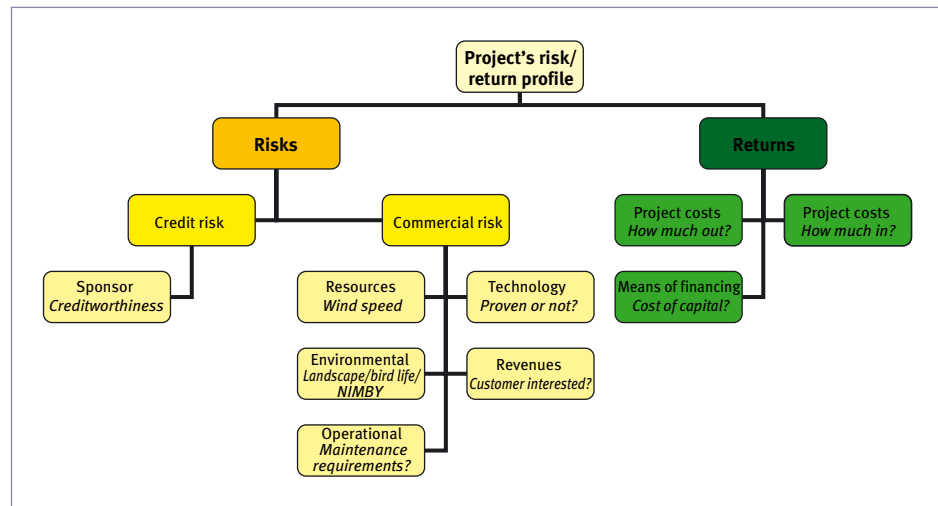 Project's risk/
return profile
Risks
Returns
Credit risk
Commercial risk
Project costs
How much out?
Project costs
How much in?
Sponsor
Creditworthiness
Resources
Wind speed
Technology
Proven or not?
Means of financing
Cost of capital?
Environmental
Landscape/bird life/
NIMBY
Revenues
Customer interested?
Operational
Maintenance
requirements?